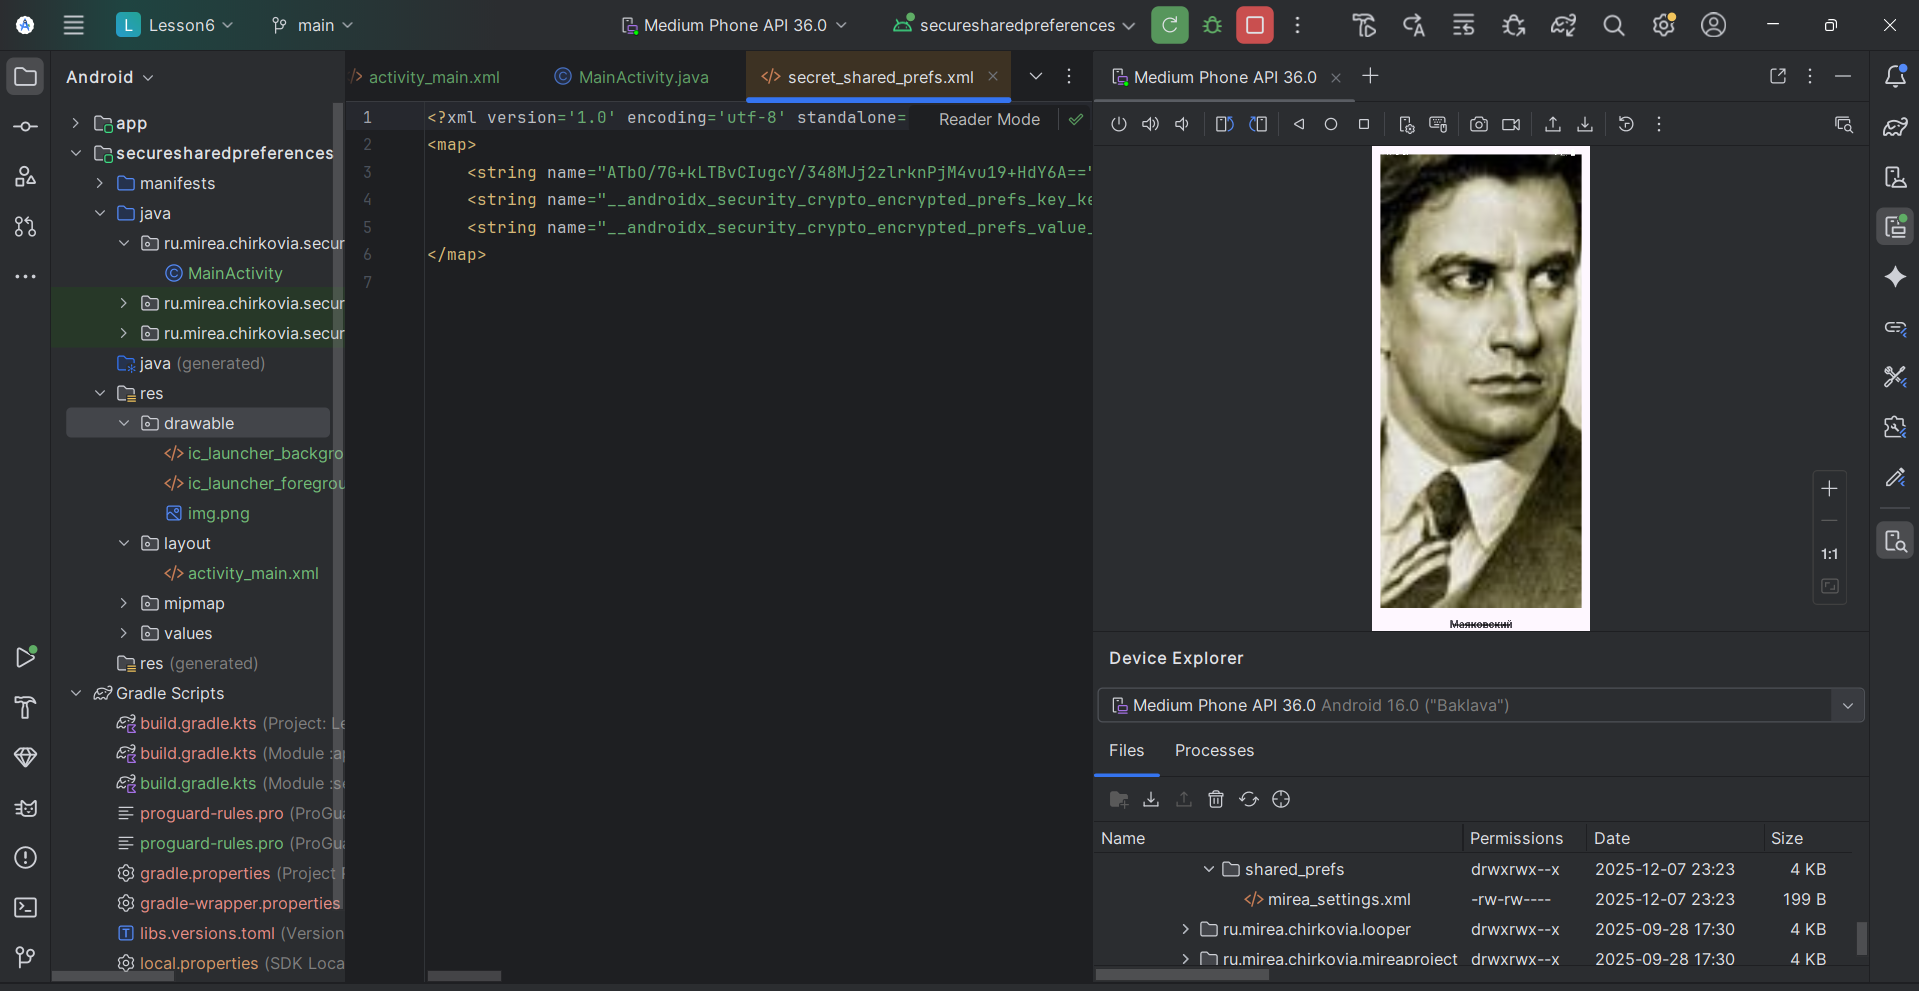 L Lesson6 main Medium Phone API 36.0 securesharedpreferences
Android
app
securesharedpreferences
manifests
java
ru.mirea.chirkovia.secur
MainActivity
ru.mirea.chirkovia.secur
ru.mirea.chirkovia.secur
java (generated)
res
drawable
ic_launcher_backgro
ic_launcher_foregrou
img.png
layout
activity_main.xml
mipmap
values
res (generated)
Gradle Scripts
build.gradle.kts (Project: Le
build.gradle.kts (Module :ap
build.gradle.kts (Module :se
proguard-rules.pro (ProGua
proguard-rules.pro (ProGua
gradle.properties (Project P
gradle-wrapper.properties
libs.versions.toml (Version
local.properties (SDK Loca
activity_main.xml MainActivity.java secret_shared_prefs.xml
Reader Mode
1 <?xml version='1.0' encoding='utf-8' standalone=
2 <map>
3 <string name="ATbO/7G+kLTBvCIugcY/348MJj2zlrknPjM4vu19+HdY6A=="
4 <string name="__androidx_security_crypto_encrypted_prefs_key_ke
5 <string name="__androidx_security_crypto_encrypted_prefs_value_
6 </map>
7
Medium Phone API 36.0
Маяковский
1:1
Device Explorer
Medium Phone API 36.0 Android 16.0 ("Baklava")
Files Processes
Name Permissions Date Size
shared_prefs drwxrwx--x 2025-12-07 23:23 4 KB
mirea_settings.xml -rw-rw---- 2025-12-07 23:23 199 B
ru.mirea.chirkovia.looper drwxrwx--x 2025-09-28 17:30 4 KB
ru.mirea.chirkovia.mireaproject drwxrwx--x 2025-09-28 17:30 4 KB